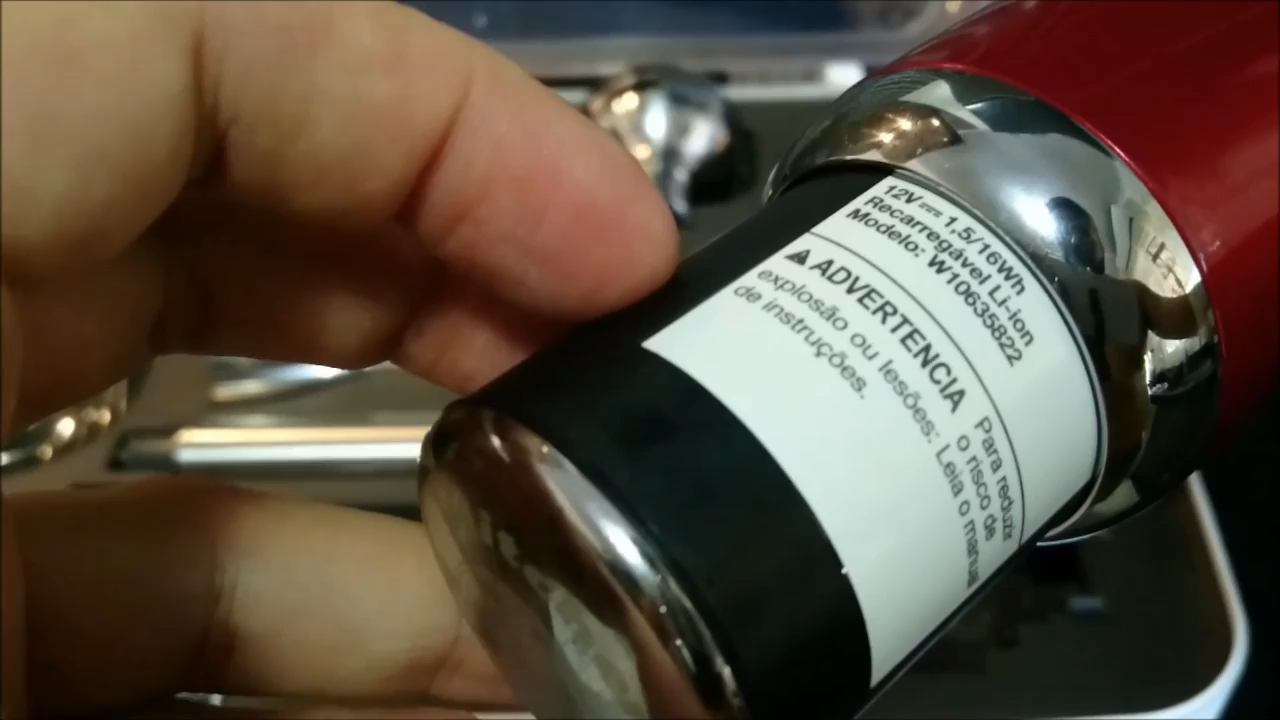 12V⎓ 1,5/16Wh
Recarregável Li-ion
Modelo: W10635822
⚠ADVERTENCIA Para reduzir
o risco de
explosão ou lesões: Leia o manual
de instruções.